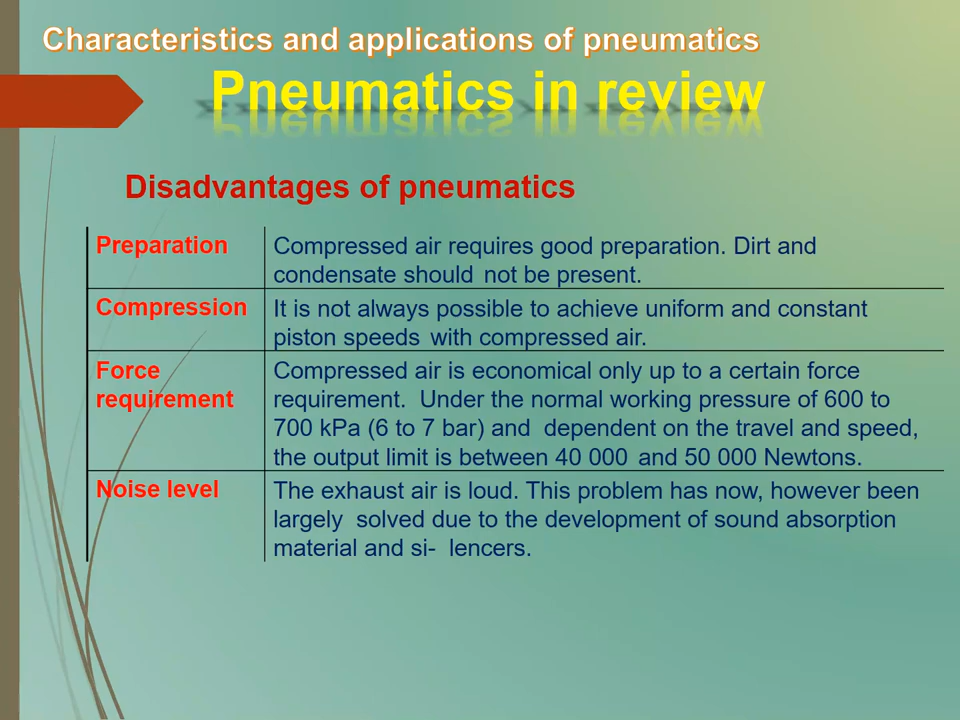 Characteristics and applications of pneumatics
Pneumatics in review
Disadvantages of pneumatics
Preparation
Compressed air requires good preparation. Dirt and
condensate should not be present.
Compression
It is not always possible to achieve uniform and constant
piston speeds with compressed air.
Force
requirement
Compressed air is economical only up to a certain force
requirement. Under the normal working pressure of 600 to
700 kPa (6 to 7 bar) and dependent on the travel and speed,
the output limit is between 40 000 and 50 000 Newtons.
Noise level
The exhaust air is loud. This problem has now, however been
largely solved due to the development of sound absorption
material and si- lencers.